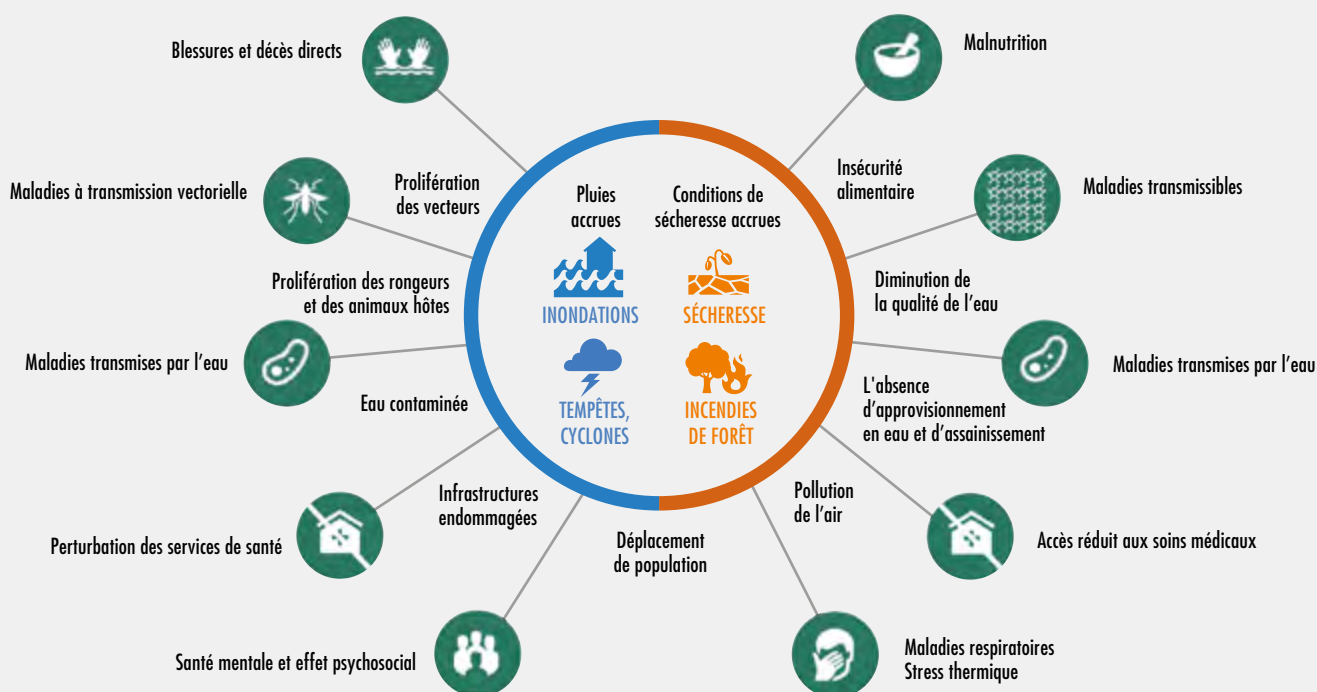 Blessures et décès directs
Malnutrition
Maladies à transmission vectorielle
Prolifération
des vecteurs
Pluies
accrues
Conditions de
sécheresse accrues
Insécurité
alimentaire
Maladies transmissibles
Prolifération des rongeurs
et des animaux hôtes
INONDATIONS
SÉCHERESSE
Diminution de
la qualité de l’eau
Maladies transmises par l’eau
Maladies transmises par l’eau
Eau contaminée
TEMPÊTES,
CYCLONES
INCENDIES
DE FORÊT
L'absence
d’approvisionnement
en eau et d’assainissement
Infrastructures
endommagées
Pollution
de l’air
Perturbation des services de santé
Déplacement
de population
Accès réduit aux soins médicaux
Santé mentale et effet psychosocial
Maladies respiratoires
Stress thermique